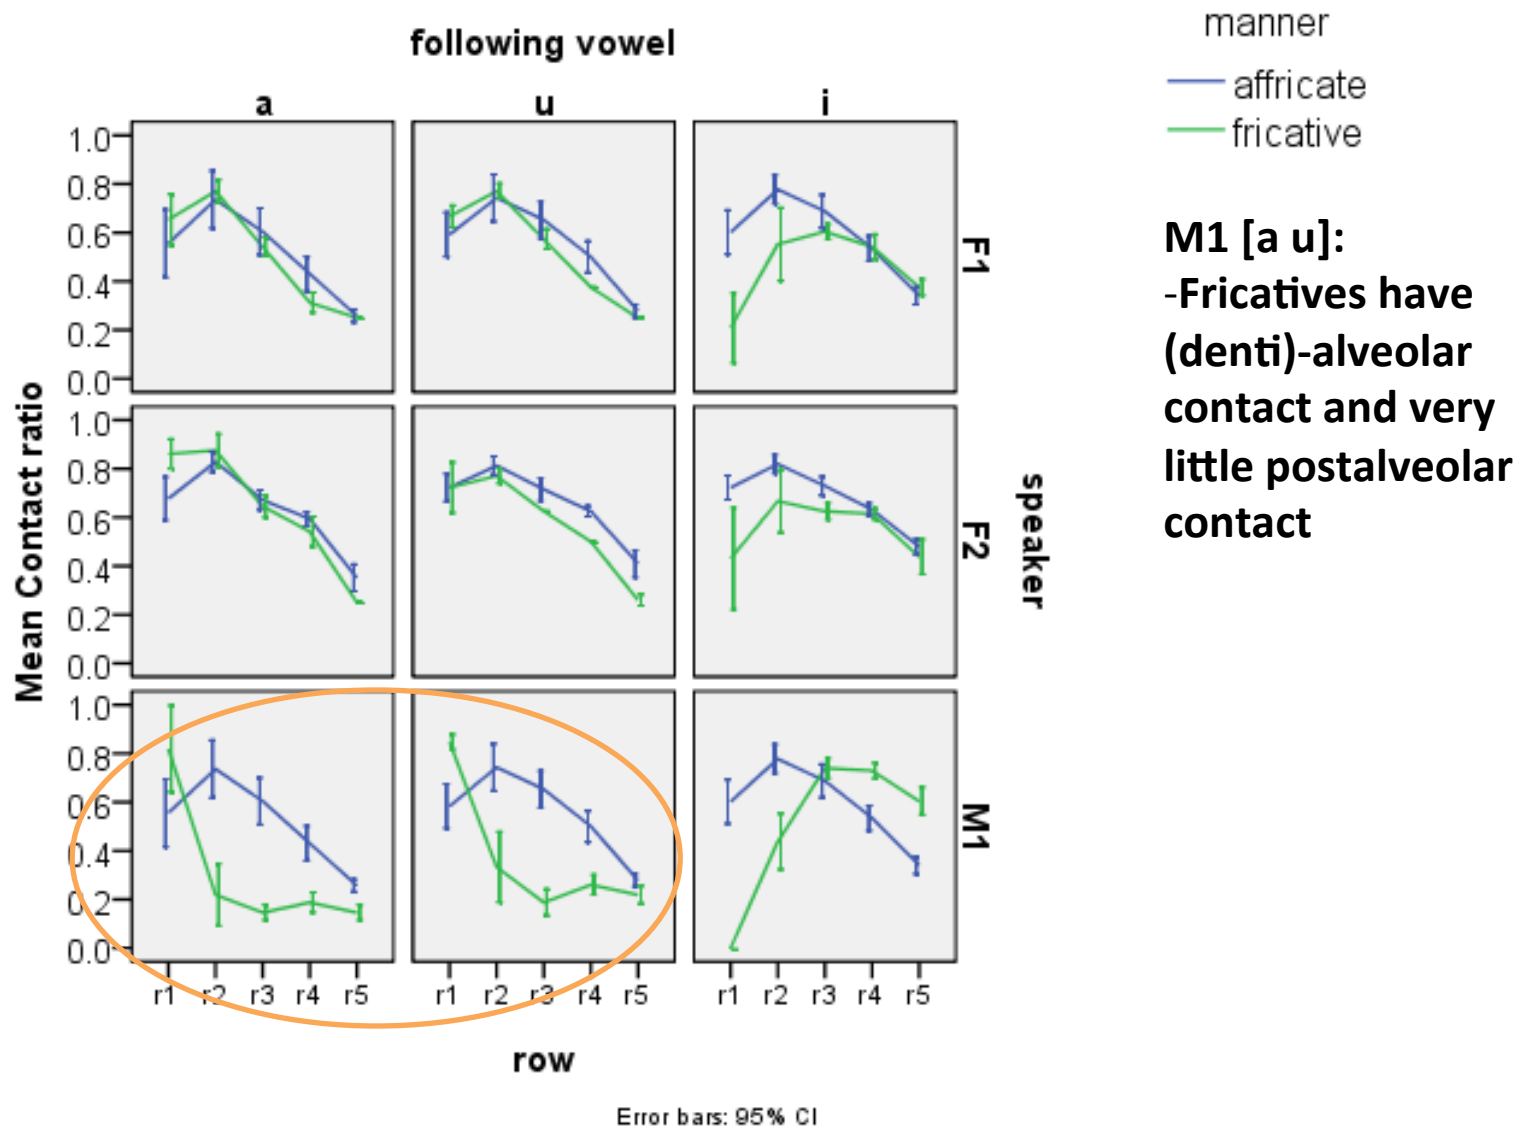 following vowel
a u i
1.0
0.8
0.6
0.4
0.2
0.0
F1
1.0
0.8
0.6
0.4
0.2
0.0
F2
1.0
0.8
0.6
0.4
0.2
0.0
M1
Mean Contact ratio
speaker
r1 r2 r3 r4 r5 r1 r2 r3 r4 r5 r1 r2 r3 r4 r5
row
Error bars: 95% CI
manner
affricate
fricative
M1 [a u]:
-Fricatives have
(denti)-alveolar
contact and very
little postalveolar
contact